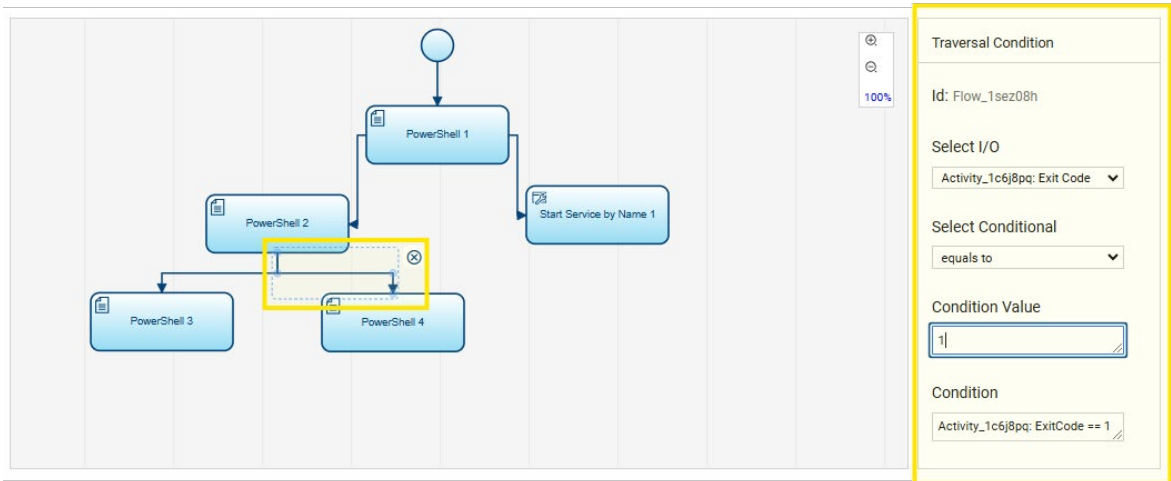 100%
PowerShell 1
PowerShell 2
Start Service by Name 1
PowerShell 3
PowerShell 4
Traversal Condition
Id: Flow_1sez08h
Select I/O
Activity_1c6j8pq: Exit Code
Select Conditional
equals to
Condition Value
1
Condition
Activity_1c6j8pq: ExitCode == 1